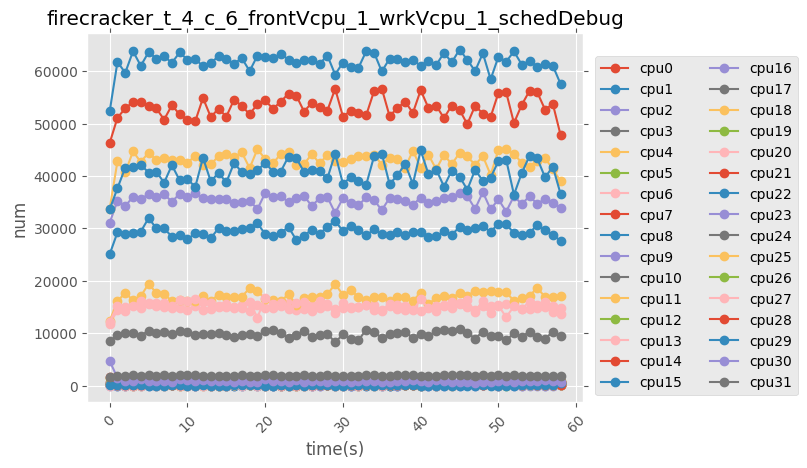 firecracker_t_4_c_6_frontVcpu_1_wrkVcpu_1_schedDebug
num
60000
50000
40000
30000
20000
10000
0
0
10
20
30
40
50
60
time(s)
cpu0
cpu1
cpu2
cpu3
cpu4
cpu5
cpu6
cpu7
cpu8
cpu9
cpu10
cpu11
cpu12
cpu13
cpu14
cpu15
cpu16
cpu17
cpu18
cpu19
cpu20
cpu21
cpu22
cpu23
cpu24
cpu25
cpu26
cpu27
cpu28
cpu29
cpu30
cpu31